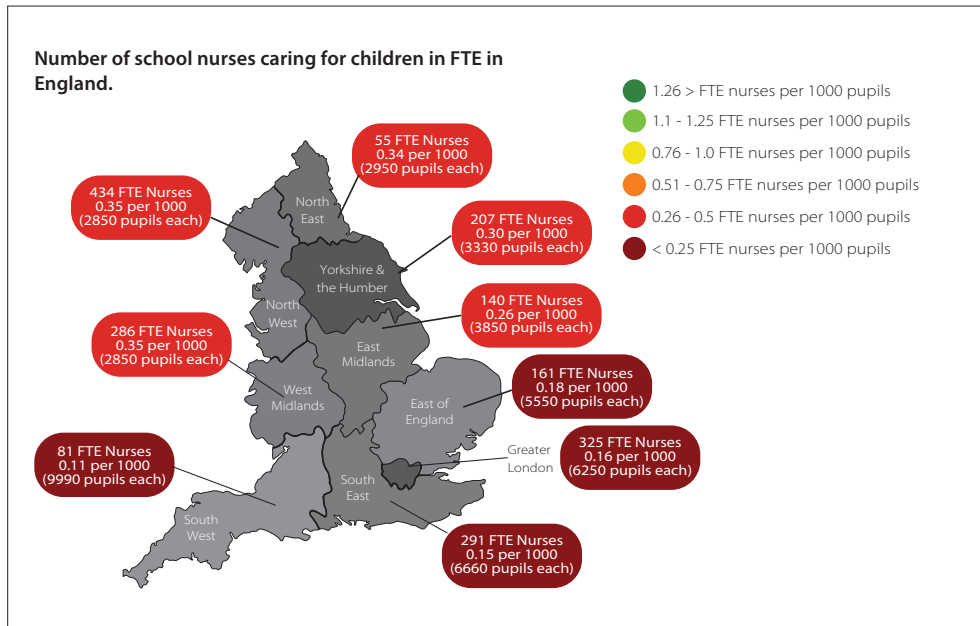 Number of school nurses caring for children in FTE in
England.
1.26 > FTE nurses per 1000 pupils
1.1 - 1.25 FTE nurses per 1000 pupils
0.76 - 1.0 FTE nurses per 1000 pupils
0.51 - 0.75 FTE nurses per 1000 pupils
0.26 - 0.5 FTE nurses per 1000 pupils
< 0.25 FTE nurses per 1000 pupils
55 FTE Nurses
0.34 per 1000
(2950 pupils each)
434 FTE Nurses
0.35 per 1000
(2850 pupils each)
North
East
207 FTE Nurses
0.30 per 1000
(3330 pupils each)
Yorkshire &
the Humber
North
West
140 FTE Nurses
0.26 per 1000
(3850 pupils each)
286 FTE Nurses
0.35 per 1000
(2850 pupils each)
East
Midlands
West
Midlands
161 FTE Nurses
0.18 per 1000
(5550 pupils each)
East of
England
81 FTE Nurses
0.11 per 1000
(9990 pupils each)
Greater
London
325 FTE Nurses
0.16 per 1000
(6250 pupils each)
South
East
South
West
291 FTE Nurses
0.15 per 1000
(6660 pupils each)